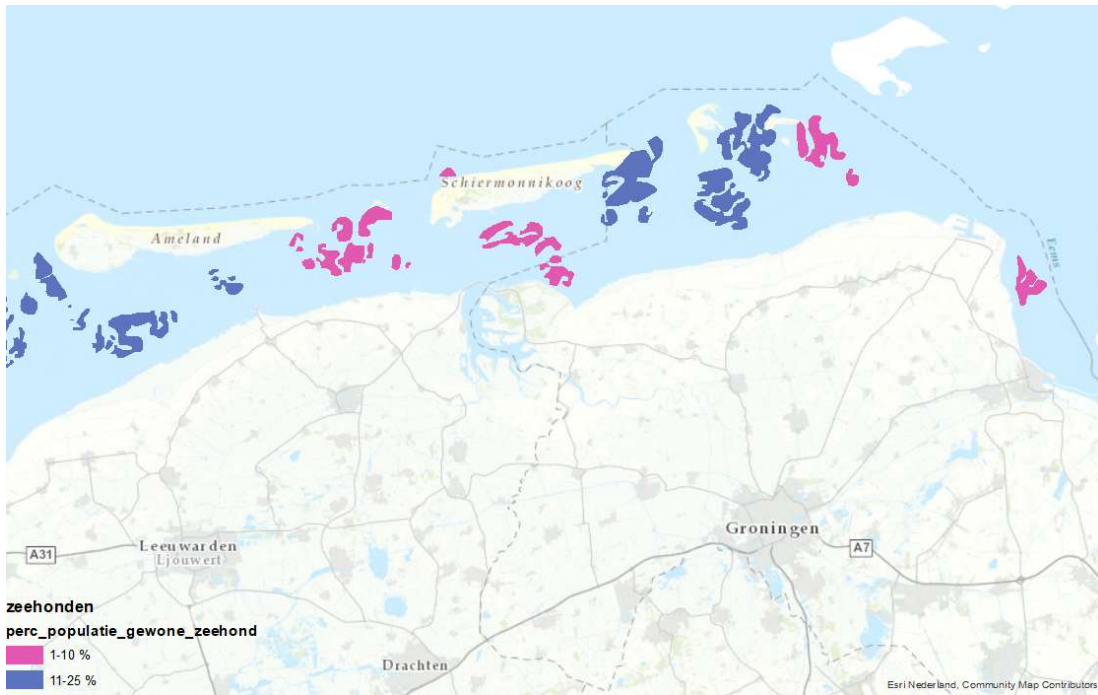 Schiermonnikoog
Ameland
Eems
Groningen
A31
Leeuwarden
Ljouwert
A7
zeehonden
perc_populatie_gewone_zeehond
1-10 %
11-25 %
Drachten
Esri Nederland, Community Map Contributors